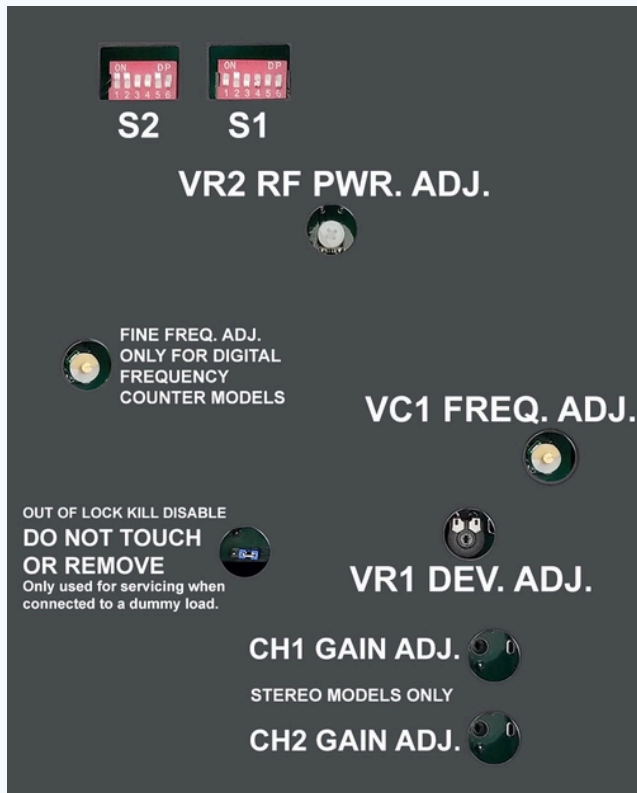 ON DP
1 2 3 4 5 6
ON DP
1 2 3 4 5 6
S2
S1
VR2 RF PWR. ADJ.
FINE FREQ. ADJ.
ONLY FOR DIGITAL
FREQUENCY
COUNTER MODELS
VC1 FREQ. ADJ.
OUT OF LOCK KILL DISABLE
DO NOT TOUCH
OR REMOVE
Only used for servicing when
connected to a dummy load.
VR1 DEV. ADJ.
CH1 GAIN ADJ.
STEREO MODELS ONLY
CH2 GAIN ADJ.